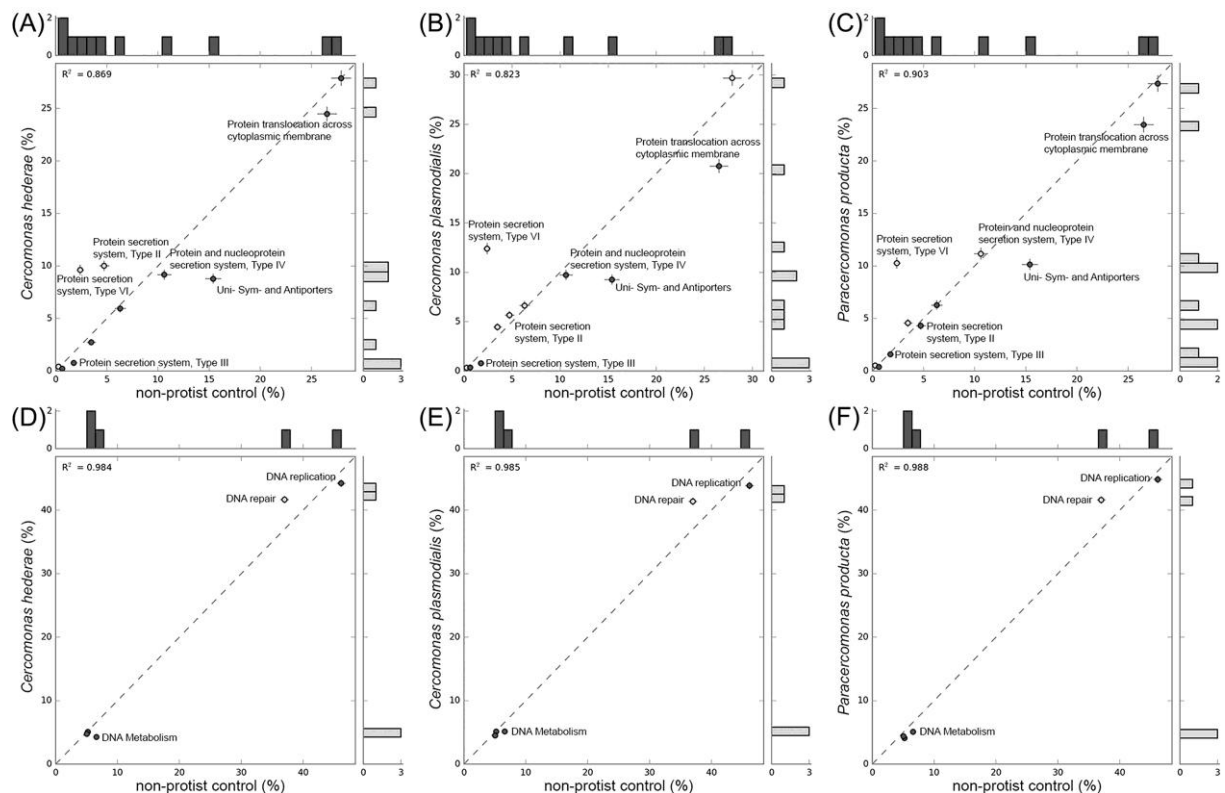 (A)
2
0
R² = 0.869
25
20
15
10
5
0
Cercomonas hederae (%)
Protein translocation across
cytoplasmic membrane
Protein secretion
system, Type II
Protein and nucleoprotein
secretion system, Type IV
Protein secretion
system, Type VI
Uni- Sym- and Antiporters
Protein secretion system, Type III
0 5 10 15 20 25
0 3
non-protist control (%)
(B)
2
0
R² = 0.823
30
25
20
15
10
5
0
Cercomonas plasmodialis (%)
Protein translocation across
cytoplasmic membrane
Protein secretion
system, Type VI
Protein and nucleoprotein
secretion system, Type IV
Uni- Sym- and Antiporters
Protein secretion
system, Type II
Protein secretion system, Type III
0 5 10 15 20 25 30
0 3
non-protist control (%)
(C)
2
0
R² = 0.903
25
20
15
10
5
0
Paracercomonas producta (%)
Protein translocation across
cytoplasmic membrane
Protein and nucleoprotein
secretion system, Type IV
Protein secretion
system, Type VI
Uni- Sym- and Antiporters
Protein secretion
system, Type II
Protein secretion system, Type III
0 5 10 15 20 25
0 2
non-protist control (%)
(D)
2
0
R² = 0.984
40
30
20
10
0
Cercomonas hederae (%)
DNA replication
DNA repair
DNA Metabolism
0 10 20 30 40
0 3
non-protist control (%)
(E)
2
0
R² = 0.985
40
30
20
10
0
Cercomonas plasmodialis (%)
DNA replication
DNA repair
DNA Metabolism
0 10 20 30 40
0 3
non-protist control (%)
(F)
2
0
R² = 0.988
40
30
20
10
0
Paracercomonas producta (%)
DNA replication
DNA repair
DNA Metabolism
0 10 20 30 40
0 3
non-protist control (%)